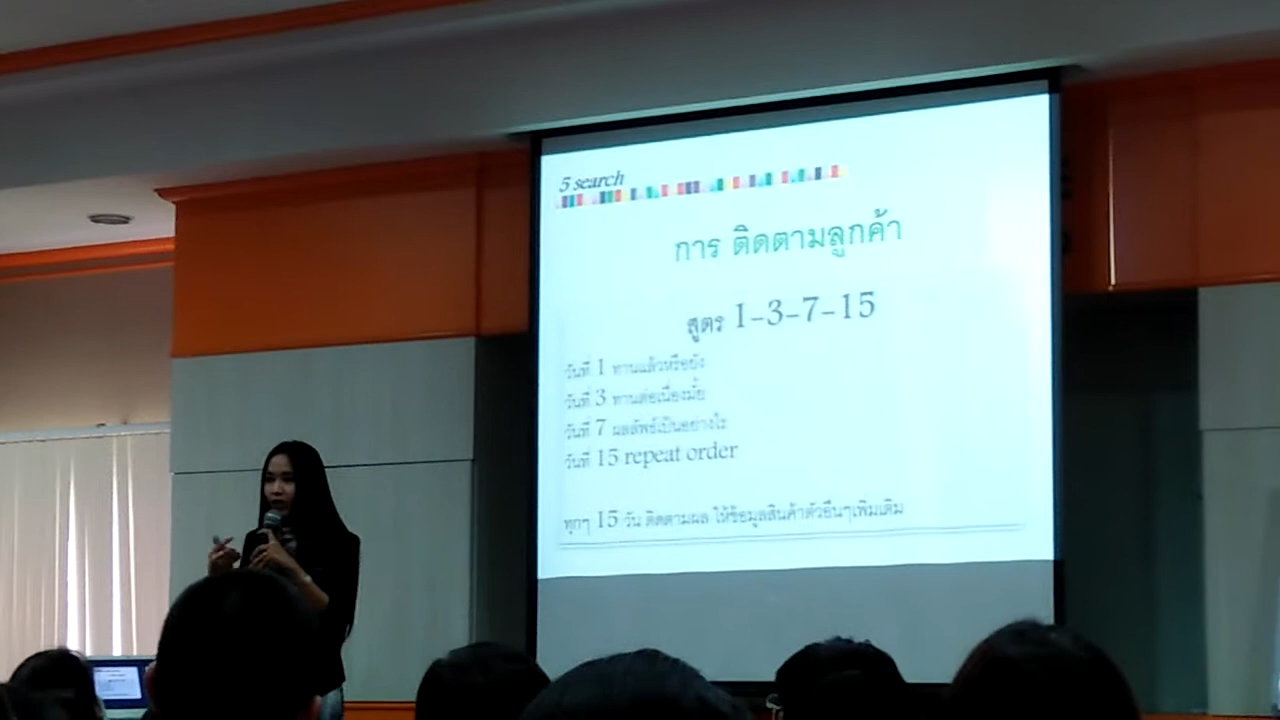 5 search
การ ติดตามลูกค้า
สูตร 1-3-7-15
วันที่ 1 ทานแล้วหรือยัง
วันที่ 3 ทานต่อเนื่องมั้ย
วันที่ 7 ผลลัพธ์เป็นอย่างไร
วันที่ 15 repeat order
ทุกๆ 15 วัน ติดตามผล ให้ข้อมูลสินค้าตัวอื่นๆเพิ่มเติม